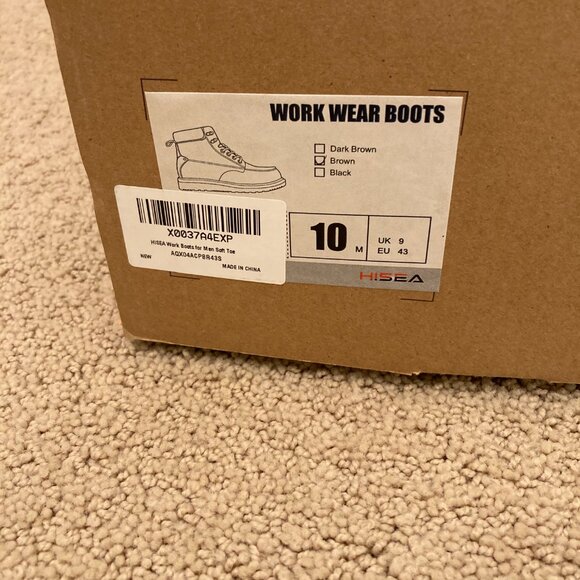 WORK WEAR BOOTS
Dark Brown
Brown
Black
X0037A4EXP
HISEA Work Boots for Men Soft Toe
NEW AQX04ACPBR43S
MADE IN CHINA
10 M
UK 9
EU 43
HISEA